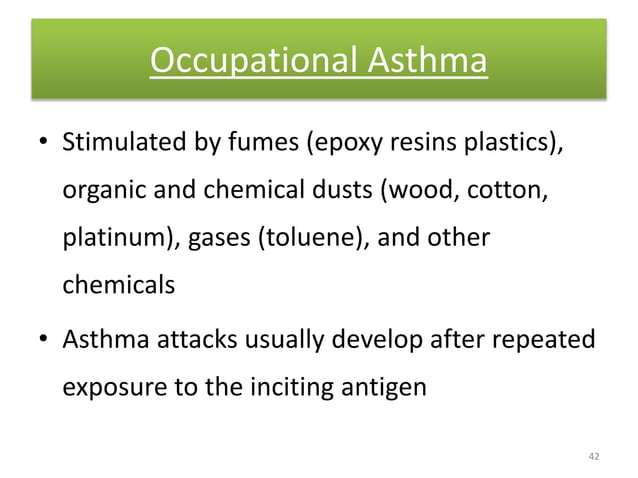 Occupational Asthma
• Stimulated by fumes (epoxy resins plastics),
organic and chemical dusts (wood, cotton,
platinum), gases (toluene), and other
chemicals
• Asthma attacks usually develop after repeated
exposure to the inciting antigen
42